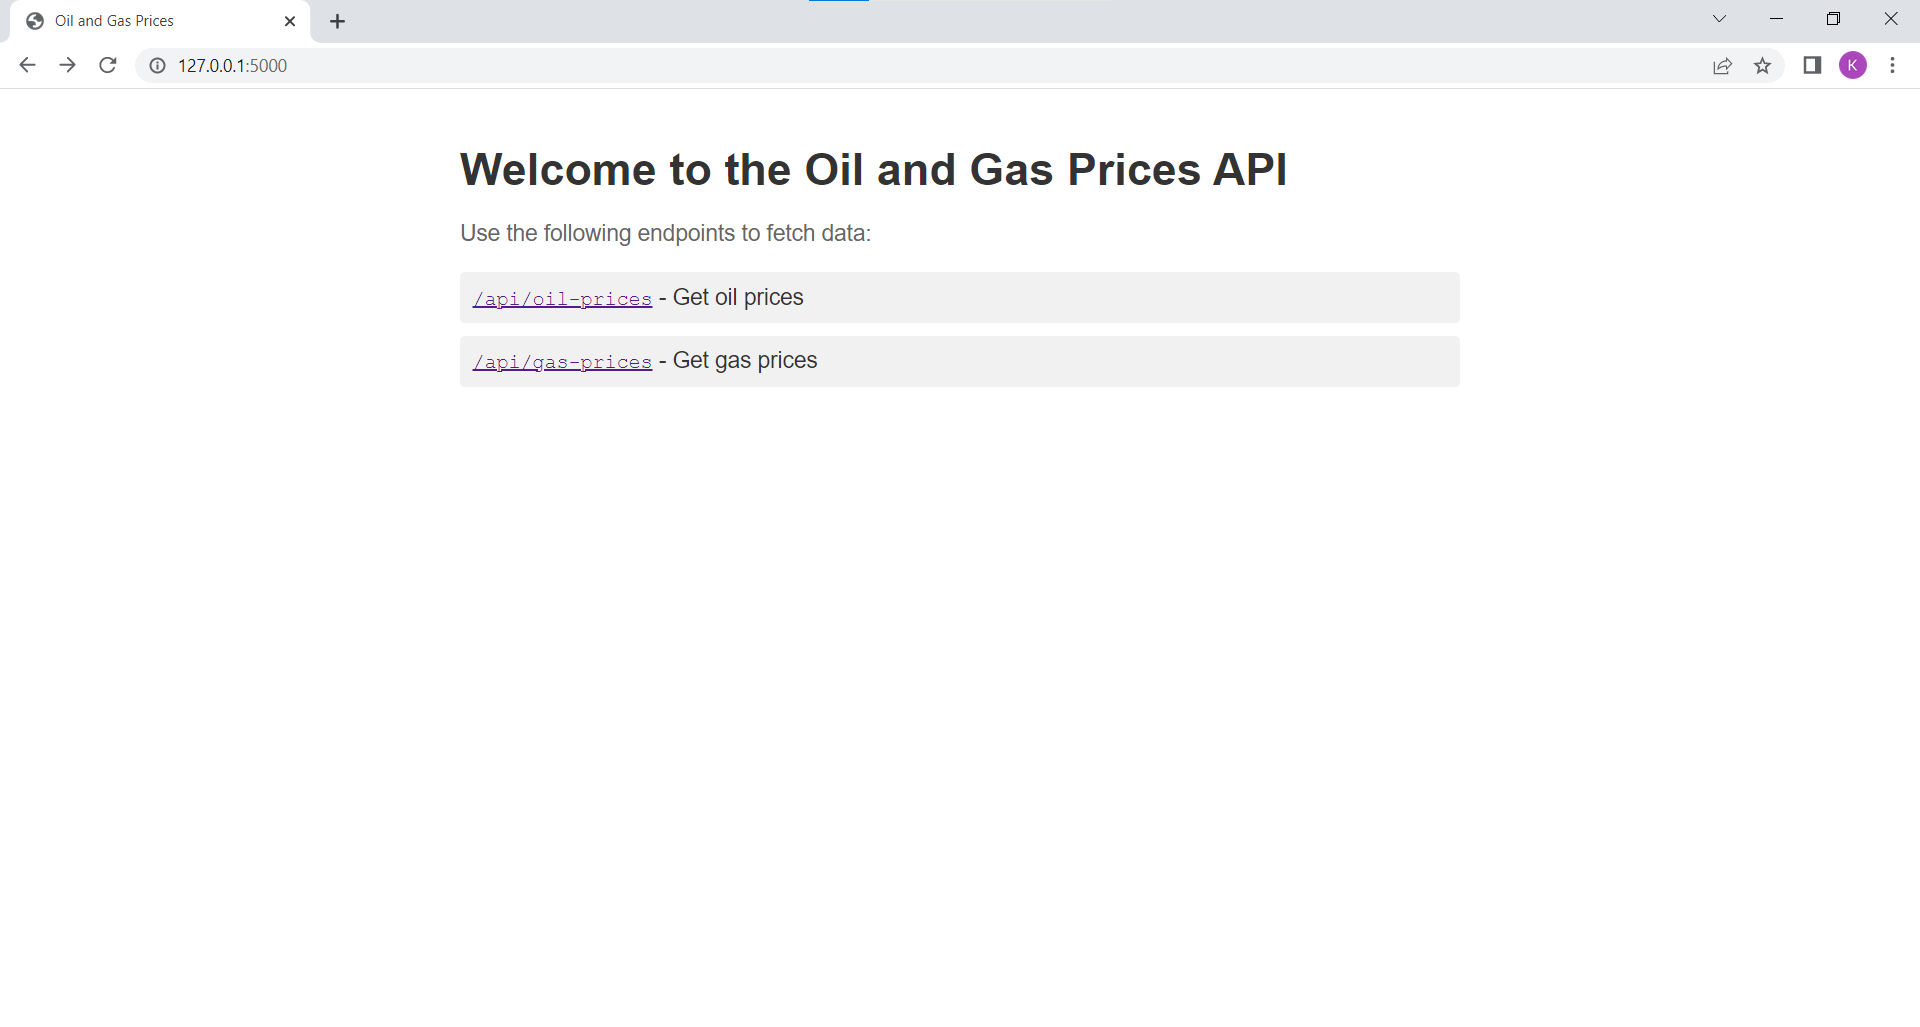 Oil and Gas Prices
127.0.0.1:5000
K
Welcome to the Oil and Gas Prices API
Use the following endpoints to fetch data:
/api/oil-prices - Get oil prices
/api/gas-prices - Get gas prices